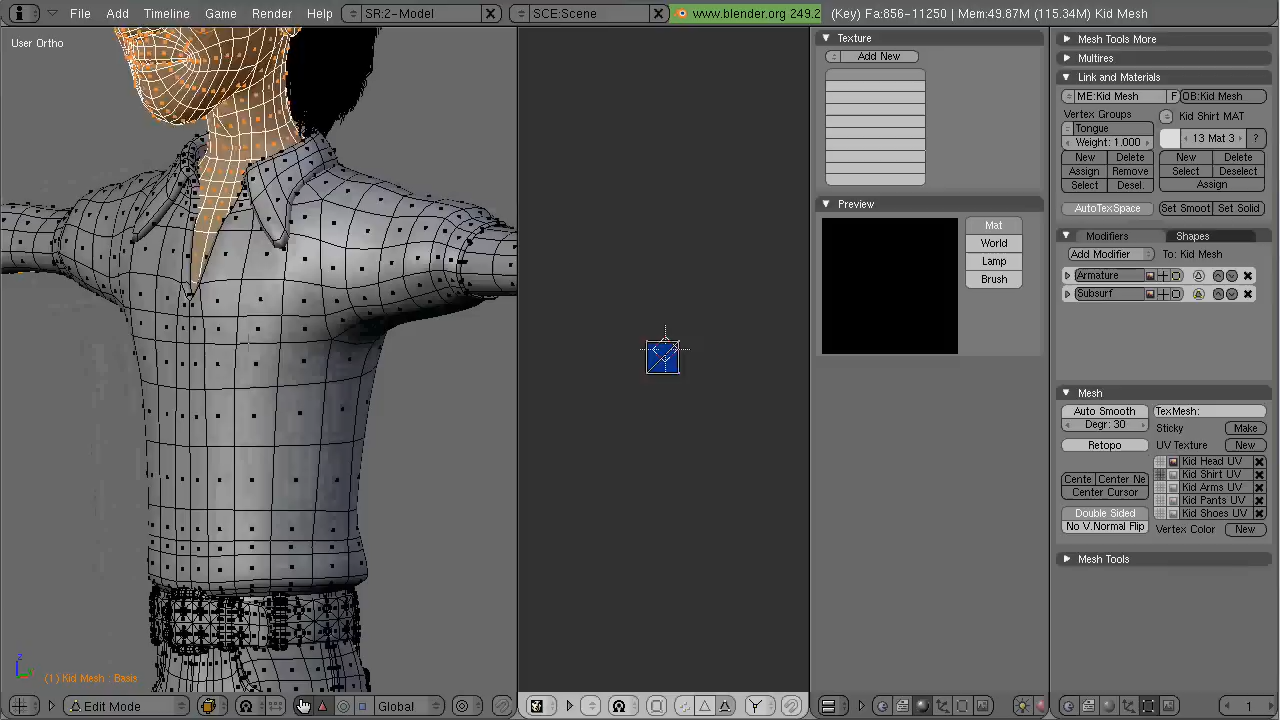 File Add Timeline Game Render Help SR:2-Model SCE:Scene www.blender.org 249.2 (Key) Fa:856-11250 | Mem:49.87M (115.34M) Kid Mesh
User Ortho
Texture
Add New
Preview
Mat
World
Lamp
Brush
Mesh Tools More
Multires
Link and Materials
ME:Kid Mesh F OB:Kid Mesh
Vertex Groups Kid Shirt MAT
Tongue
Weight: 1.000 13 Mat 3 ?
New Delete New Delete
Assign Remove Select Deselect
Select Desel. Assign
AutoTexSpace Set Smoot Set Solid
Modifiers Shapes
Add Modifier To: Kid Mesh
Armature
Subsurf
Mesh
Auto Smooth TexMesh:
Degr: 30 Sticky Make
Retopo UV Texture New
Kid Head UV
Cente Center Ne Kid Shirt UV
Center Cursor Kid Arms UV
Kid Pants UV
Double Sided Kid Shoes UV
No V.Normal Flip Vertex Color New
Mesh Tools
z
(1) Kid Mesh : Basis
Edit Mode Global 1